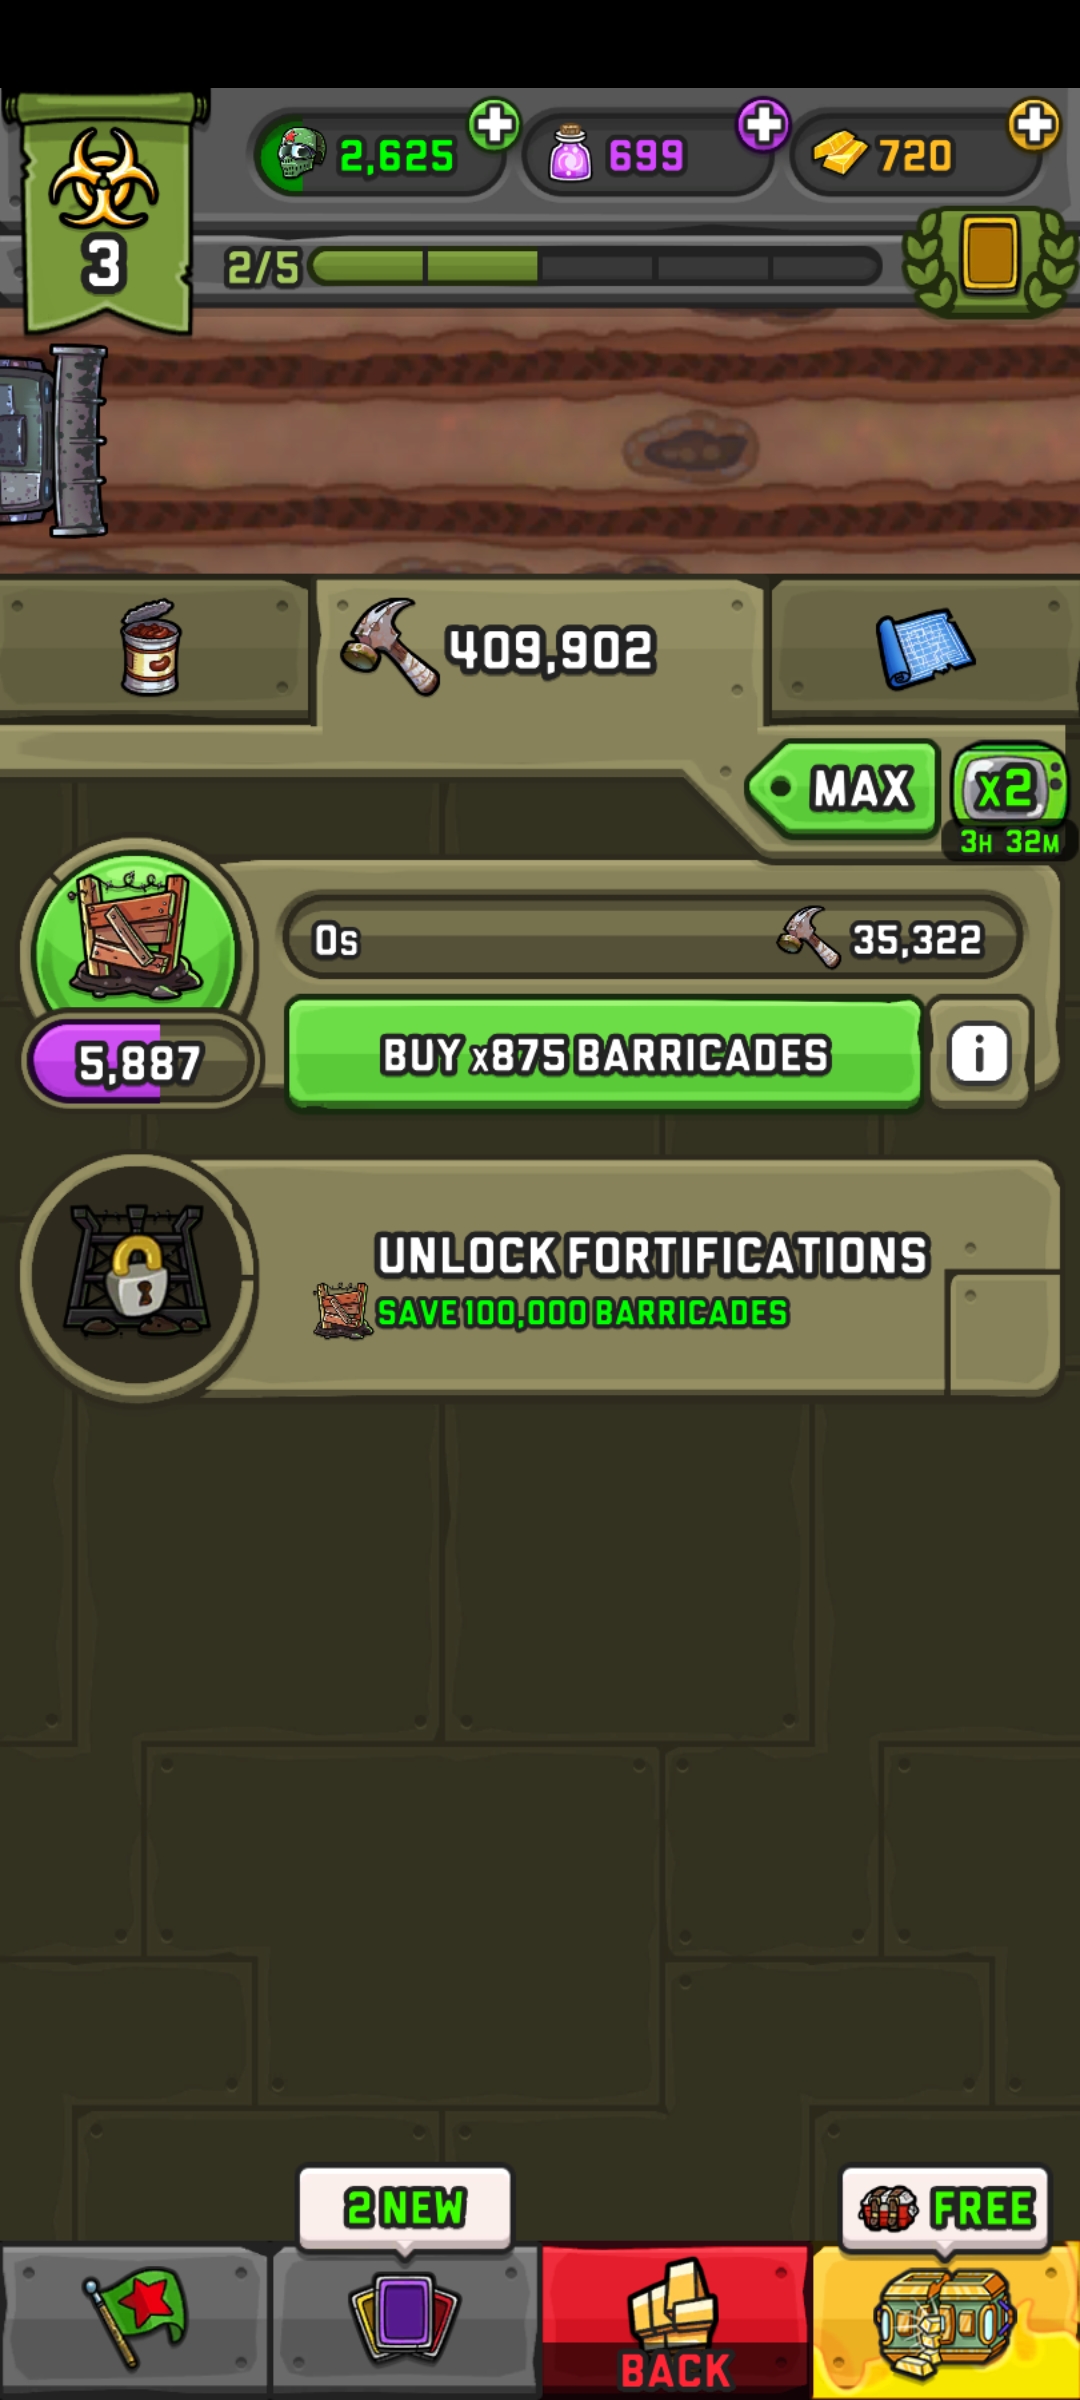 2,625
699
720
3
2/5
409,902
MAX
x2
3H 32M
0s
35,322
5,887
BUY x875 BARRICADES
i
UNLOCK FORTIFICATIONS
SAVE 100,000 BARRICADES
2 NEW
FREE
BACK